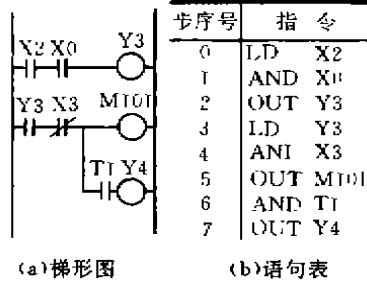 X2 X0 Y3
Y3 X3 M101
T1 Y4
(a)梯形图
步序号 指令
0 LD X2
1 AND X0
2 OUT Y3
3 LD Y3
4 ANI X3
5 OUT M101
6 AND T1
7 OUT Y4
(b)语句表